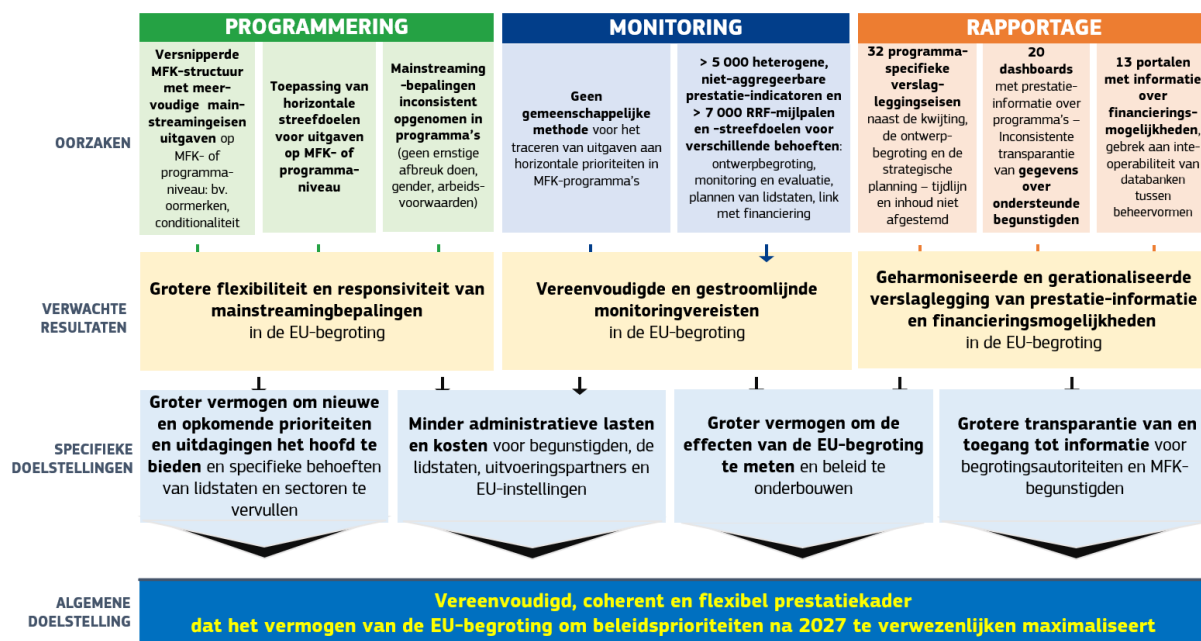 PROGRAMMERING
MONITORING
RAPPORTAGE
OORZAKEN
Versnipperde
MFK-structuur
met meer-
voudige main-
streamingeisen
uitgaven op
MFK- of
programma-
niveau: bv.
oormerken,
conditionaliteit
Toepassing van
horizontale
streefdoelen
voor uitgaven
op MFK- of
programma-
niveau
Mainstreaming
-bepalingen
inconsistent
opgenomen in
programma's
(geen ernstige
afbreuk doen,
gender, arbeids-
voorwaarden)
Geen
gemeenschappelijke
methode voor het
traceren van uitgaven aan
horizontale prioriteiten in
MFK-programma's
> 5 000 heterogene,
niet-aggregeerbare
prestatie-indicatoren en
> 7 000 RRF-mijlpalen
en -streefdoelen voor
verschillende behoeften:
ontwerpbegroting,
monitoring en evaluatie,
plannen van lidstaten, link
met financiering
32 programma-
specifieke
verslag-
leggingseisen
naast de kwijting,
de ontwerp-
begroting en de
strategische
planning – tijdlijn
en inhoud niet
afgestemd
20
dashboards
met prestatie-
informatie over
programma's –
Inconsistente
transparantie
van gegevens
over
ondersteunde
begunstigden
13 portalen
met informatie
over
financierings-
mogelijkheden,
gebrek aan inte-
operabiliteit van
databanken
tussen
beheervormen
VERWACHTE
RESULTATEN
Grotere flexibiliteit en responsiviteit van
mainstreamingbepalingen
in de EU-begroting
Vereenvoudigde en gestroomlijnde
monitoringvereisten
in de EU-begroting
Geharmoniseerde en gerationaliseerde
verslaglegging van prestatie-informatie
en financieringsmogelijkheden
in de EU-begroting
SPECIFIEKE
DOELSTELLINGEN
Groter vermogen om nieuwe
en opkomende prioriteiten
en uitdagingen het hoofd te
bieden en specifieke behoeften
van lidstaten en sectoren te
vervullen
Minder administratieve lasten
en kosten voor begunstigden, de
lidstaten, uitvoeringspartners en
EU-instellingen
Groter vermogen om de
effecten van de EU-begroting
te meten en beleid te
onderbouwen
Grotere transparantie van en
toegang tot informatie voor
begrotingsautoriteiten en MFK-
begunstigden
ALGEMENE
DOELSTELLING
Vereenvoudigd, coherent en flexibel prestatiekader
dat het vermogen van de EU-begroting om beleidsprioriteiten na 2027 te verwezenlijken maximaliseert